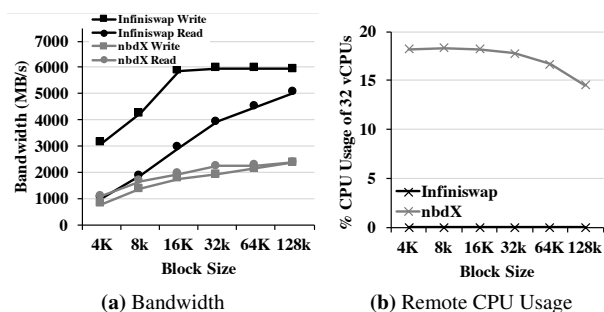 Infiniswap Write
Infiniswap Read
nbdX Write
nbdX Read
Bandwidth (MB/s)
7000
6000
5000
4000
3000
2000
1000
0
4K 8k 16K 32k 64K 128k
Block Size
(a) Bandwidth
% CPU Usage of 32 vCPUs
20
15
10
5
0
Infiniswap
nbdX
4K 8k 16K 32k 64K 128k
Block Size
(b) Remote CPU Usage